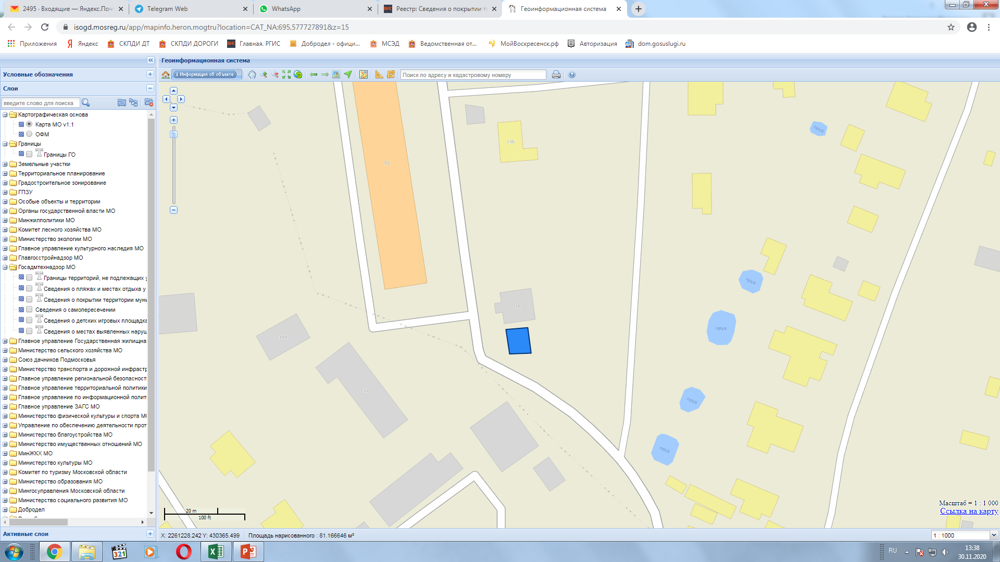 2495 · Входящие — Яндекс.Поч
Telegram Web
WhatsApp
Реестр: Сведения о покрытии т
Геоинформационная система
isogd.mosreg.ru/app/mapinfo.heron.mogtru?location=CAT_NA:695,577727891&z=15
Приложения
Яндекс
СКПДИ ДТ
СКПДИ ДОРОГИ
Главная. РГИС
Добродел - офици...
МСЭД
Ведомственная от...
МойВоскресенск.рф
Авторизация
dom.gosuslugi.ru
Геоинформационная система
Информация об объекте
Поиск по адресу и кадастровому номеру
Условные обозначения
Слои
введите слово для поиска
Картографическая основа
Карта МО v1.1
ОФМ
Границы
Границы ГО
Земельные участки
Территориальное планирование
Градостроительное зонирование
ГПЗУ
Особые объекты и территории
Органы государственной власти МО
Минжилполитики МО
Комитет лесного хозяйства МО
Министерство экологии МО
Главное управление культурного наследия МО
Главгосстройнадзор МО
Госадмтехнадзор МО
Границы территорий, не подлежащих у
Сведения о пляжах и местах отдыха у
Сведения о покрытии территории муни
Сведения о самопересечении
Сведения о детских игровых площадка
Сведения о местах выявленных наруш
Главное управление Государственная жилищна
Министерство сельского хозяйства МО
Союз дачников Подмосковья
Министерство транспорта и дорожной инфрастр
Главное управление региональной безопасност
Главное управление территориальной политики
Главное управление по информационной полит
Главное управление ЗАГС МО
Министерство физической культуры и спорта МО
Управление по обеспечению деятельности прот
Министерство благоустройства МО
Министерство имущественных отношений МО
МинЖКХ МО
Министерство культуры МО
Комитет по туризму Московской области
Министерство образования МО
Мингосуправления Московской области
Министерство социального развития МО
Добродел
Активные слои
10
13Б
18
16А
12
пруд
пруд
пруд
пруд
пруд
20 m
100 ft
Масштаб = 1 : 1 000
Ссылка на карту
X: 2261228.242 Y: 430365.499
Площадь нарисованного : 81.166646 м²
1 : 1000
321
RU
13:38
30.11.2020